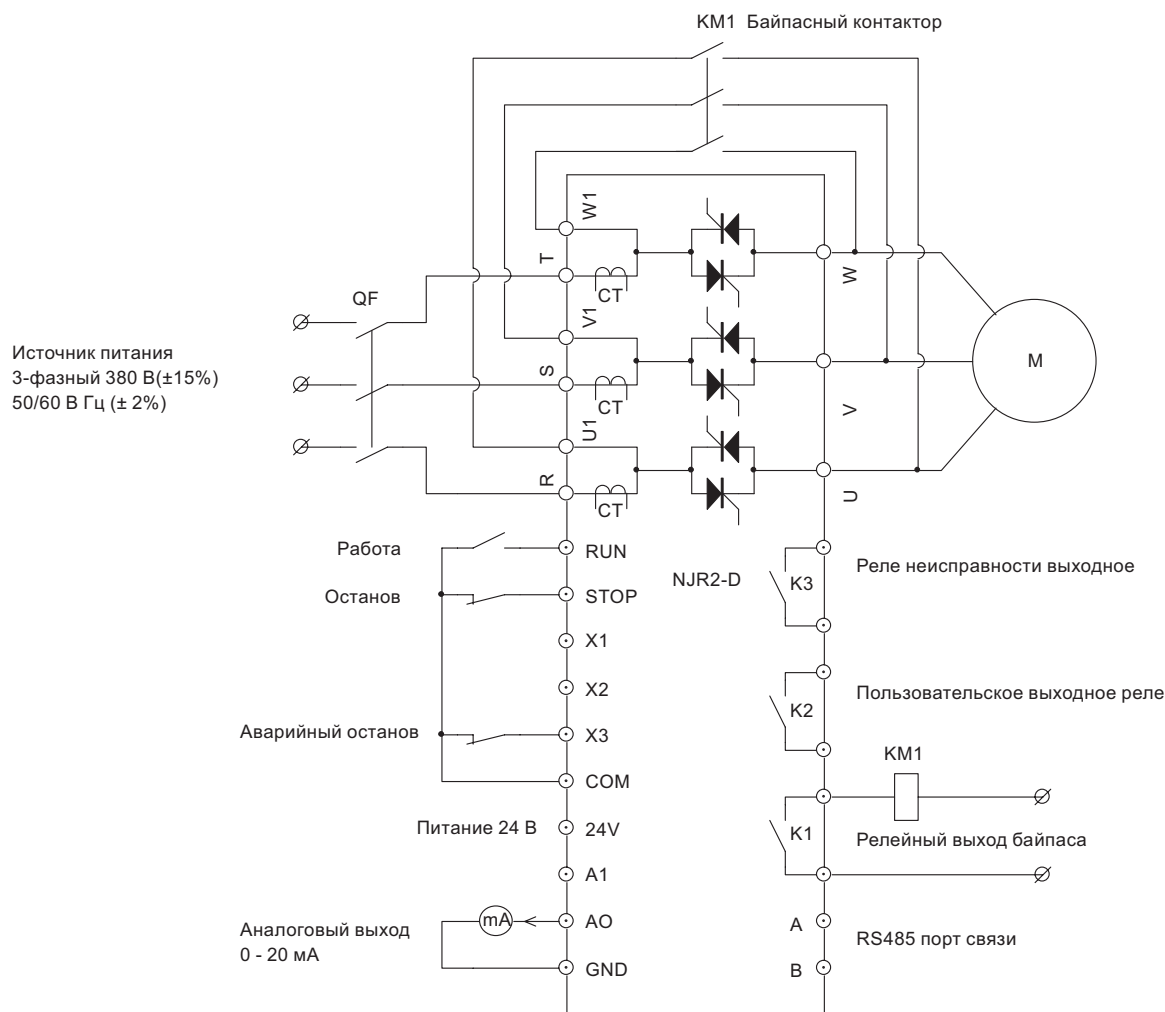 KM1 Байпасный контактор
W1
T
CT
W
QF
V1
Источник питания
3-фазный 380 В(±15%)
50/60 В Гц (± 2%)
S
CT
V
M
U1
R
CT
U
Работа
RUN
NJR2-D
K3
Реле неисправности выходное
Останов
STOP
X1
X2
K2
Пользовательское выходное реле
Аварийный останов
X3
COM
KM1
Питание 24 В
24V
K1
Релейный выход байпаса
A1
Аналоговый выход
0 - 20 мА
mA
AO
GND
A
RS485 порт связи
B